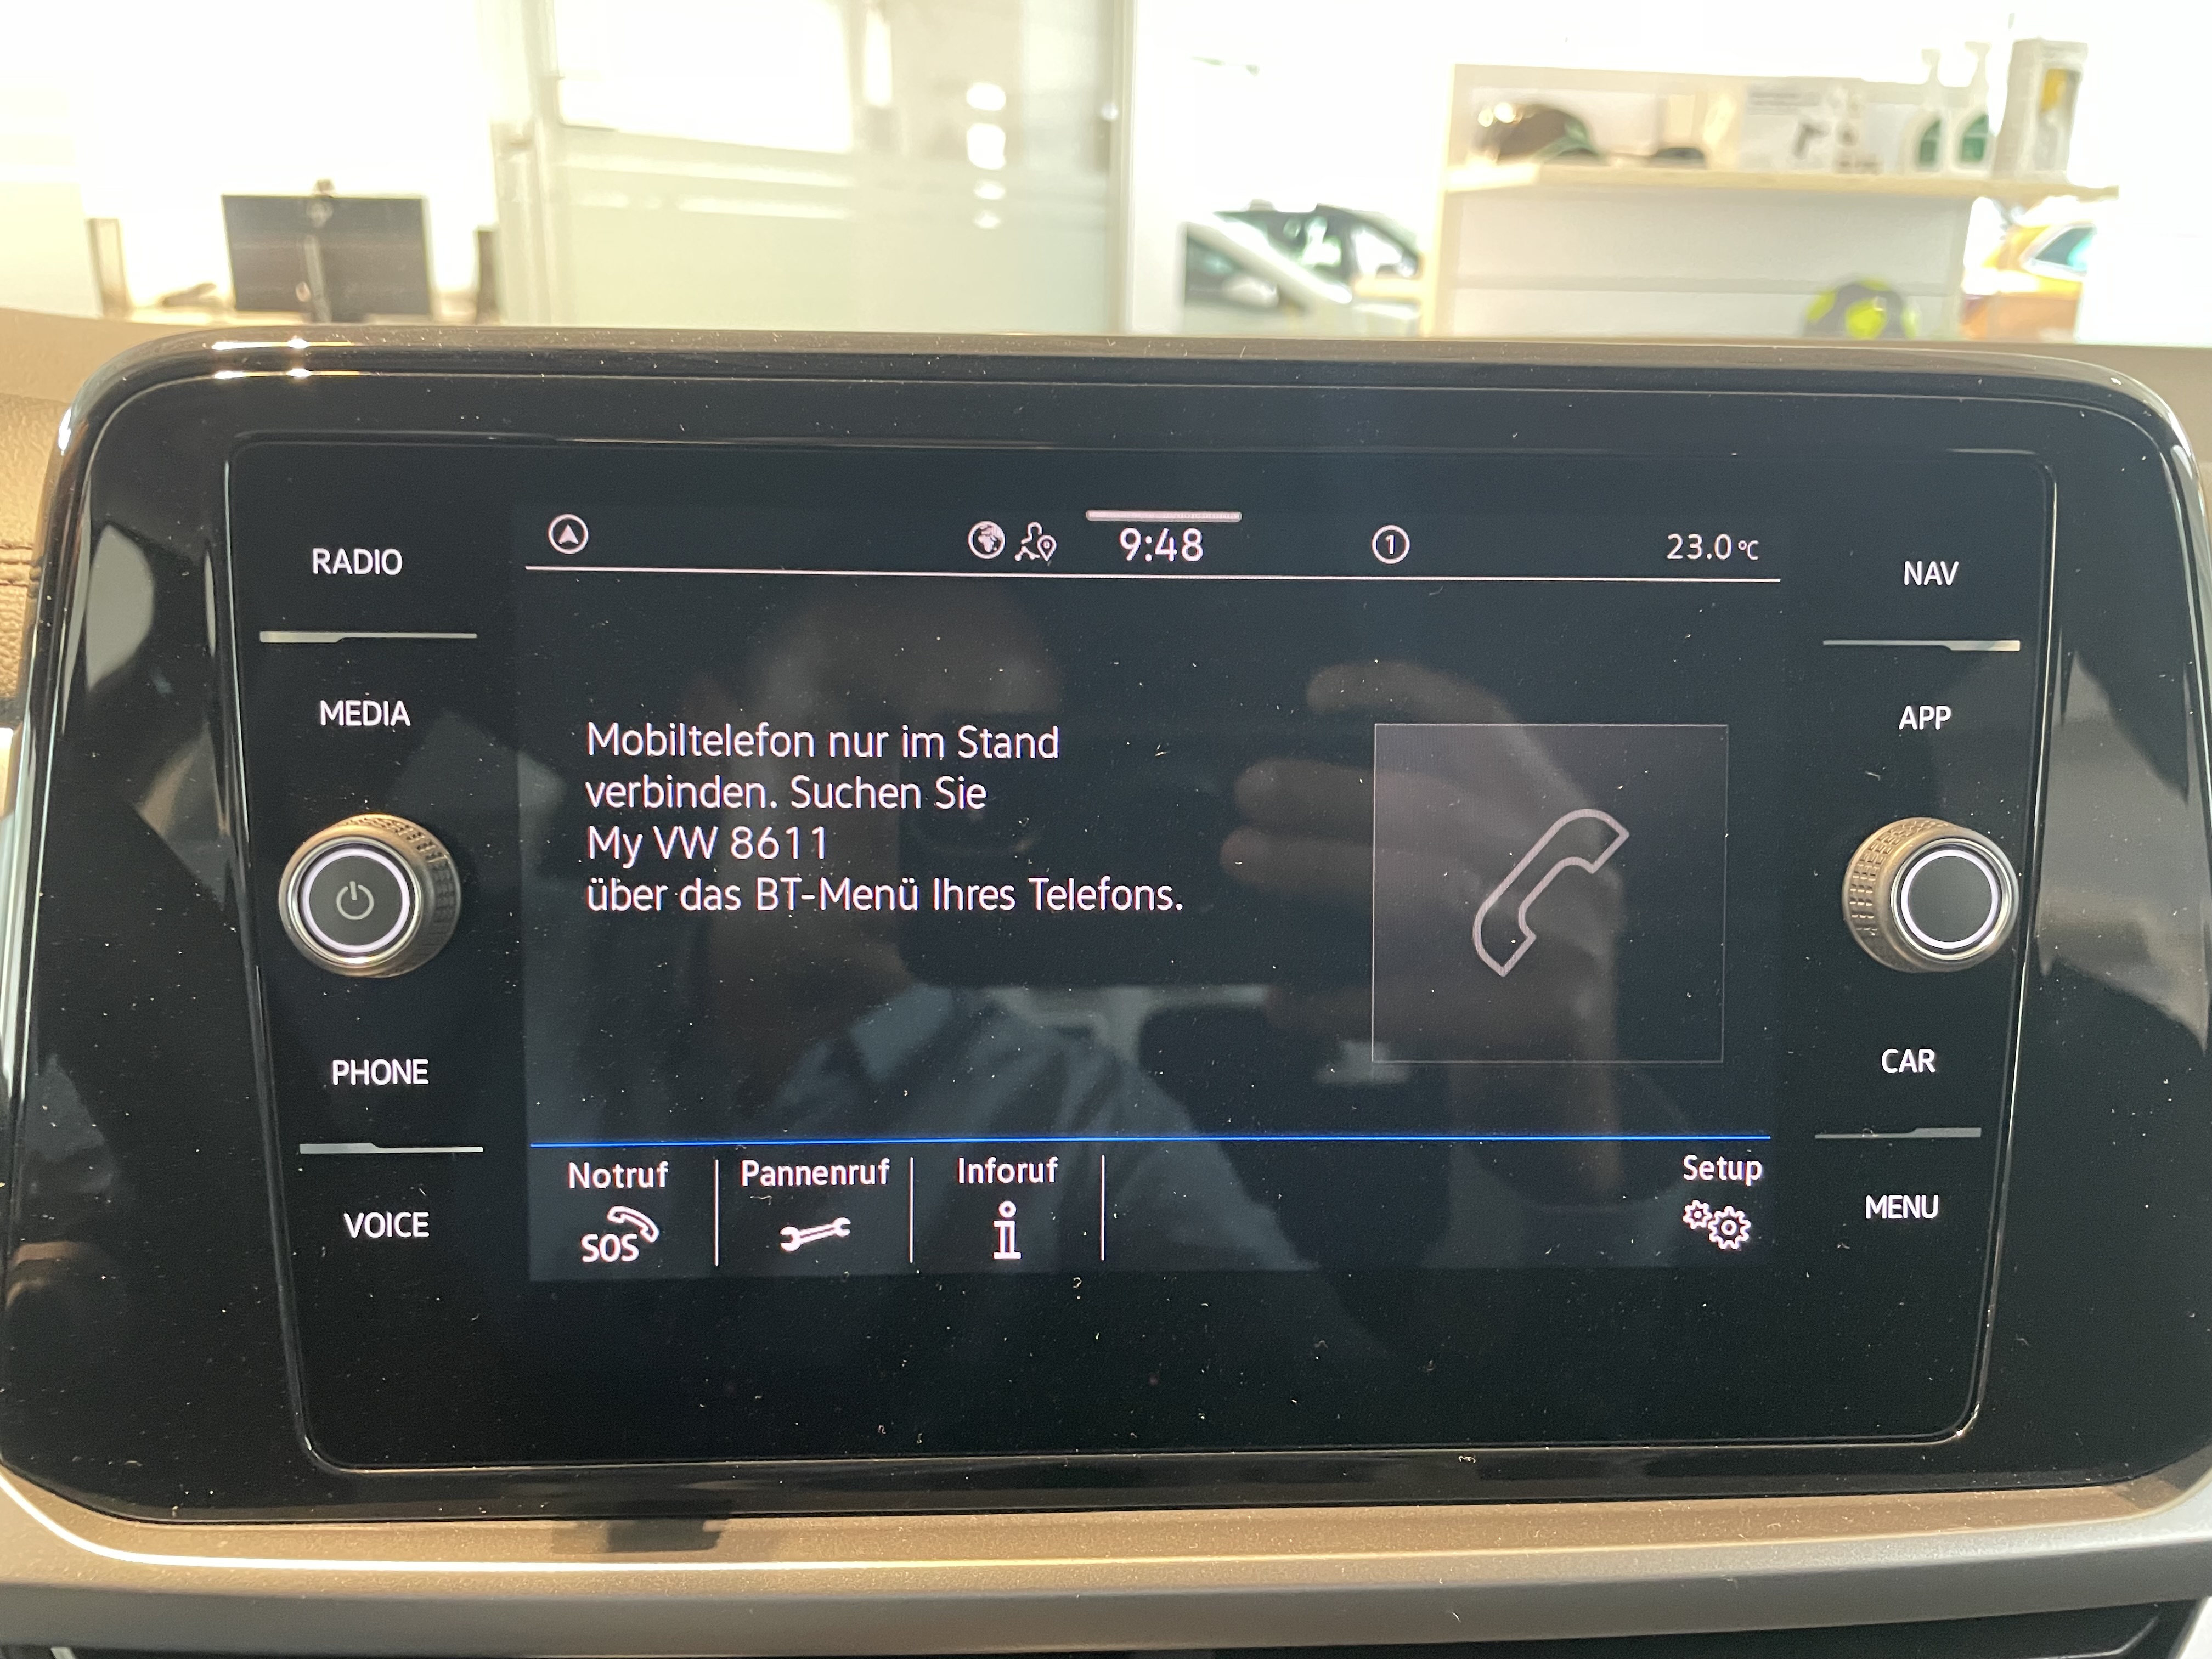 RADIO
9:48
1
23.0 °C
NAV
MEDIA
APP
Mobiltelefon nur im Stand
verbinden. Suchen Sie
My VW 8611
über das BT-Menü Ihres Telefons.
PHONE
CAR
Notruf
Pannenruf
Inforuf
Setup
SOS
i
VOICE
MENU